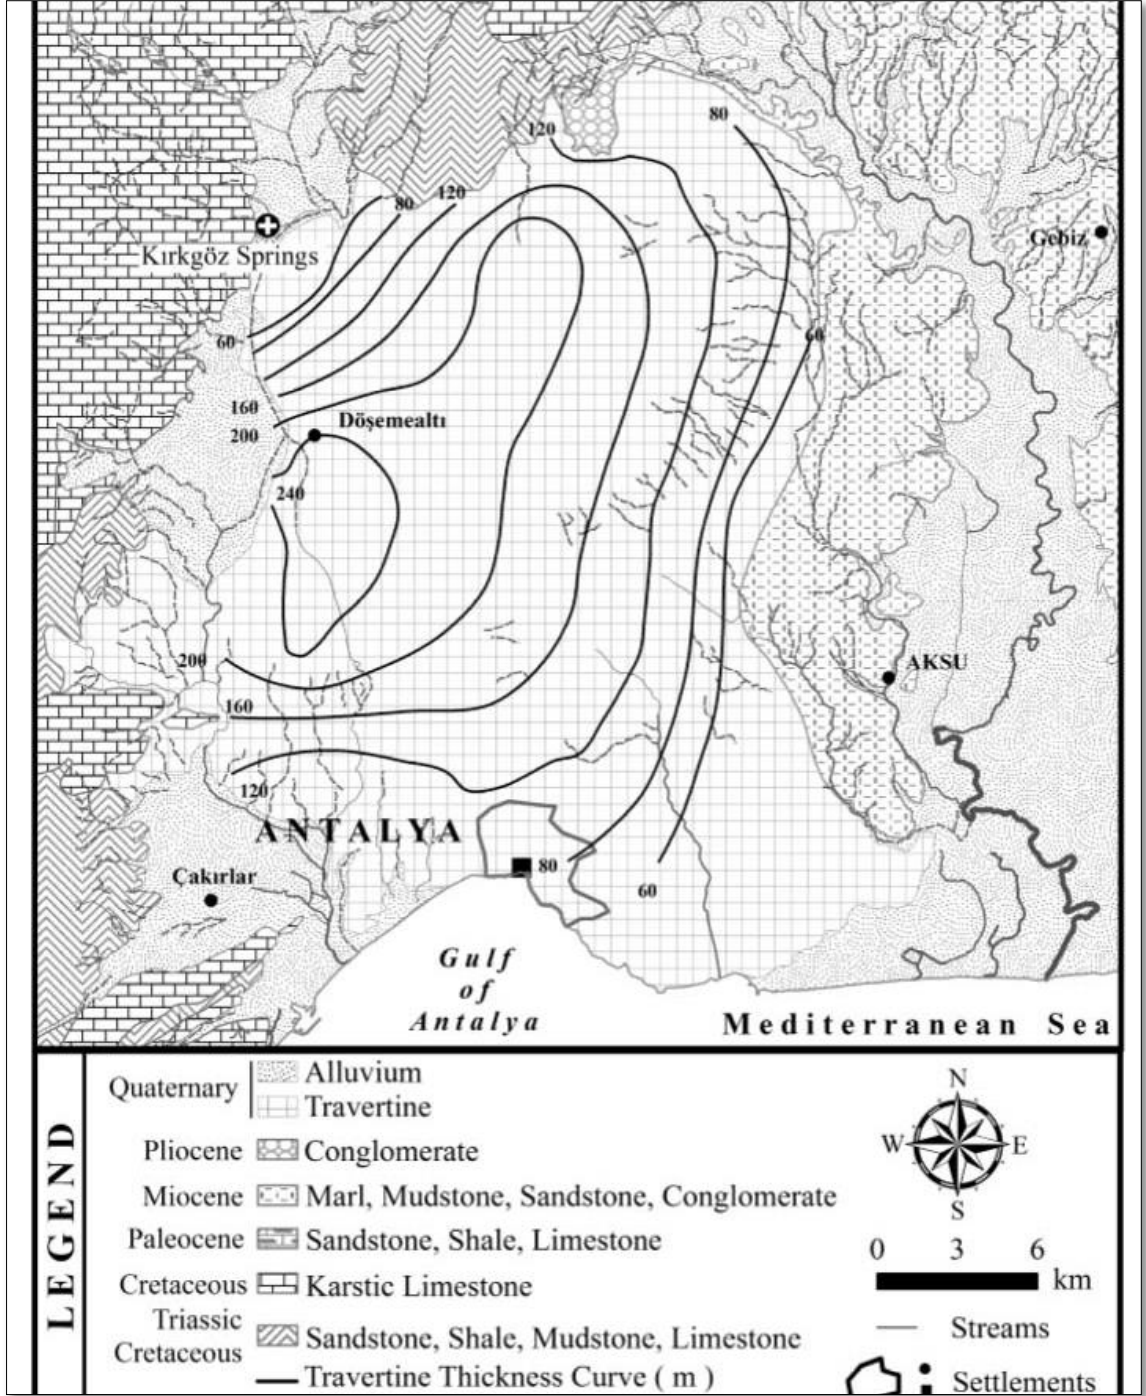 120
80
80
120
Gebiz
Kırkgöz Springs
60
60
160
200
Döşemealtı
240
200
AKSU
160
120
ANTALYA
80
Çakırlar
60
Gulf
of
Antalya
Mediterranean Sea
LEGEND
Quaternary
Alluvium
Travertine
Pliocene Conglomerate
Miocene Marl, Mudstone, Sandstone, Conglomerate
Paleocene Sandstone, Shale, Limestone
Cretaceous Karstic Limestone
Triassic
Cretaceous
Sandstone, Shale, Mudstone, Limestone
Travertine Thickness Curve ( m )
N
W E
S
0 3 6
km
Streams
Settlements